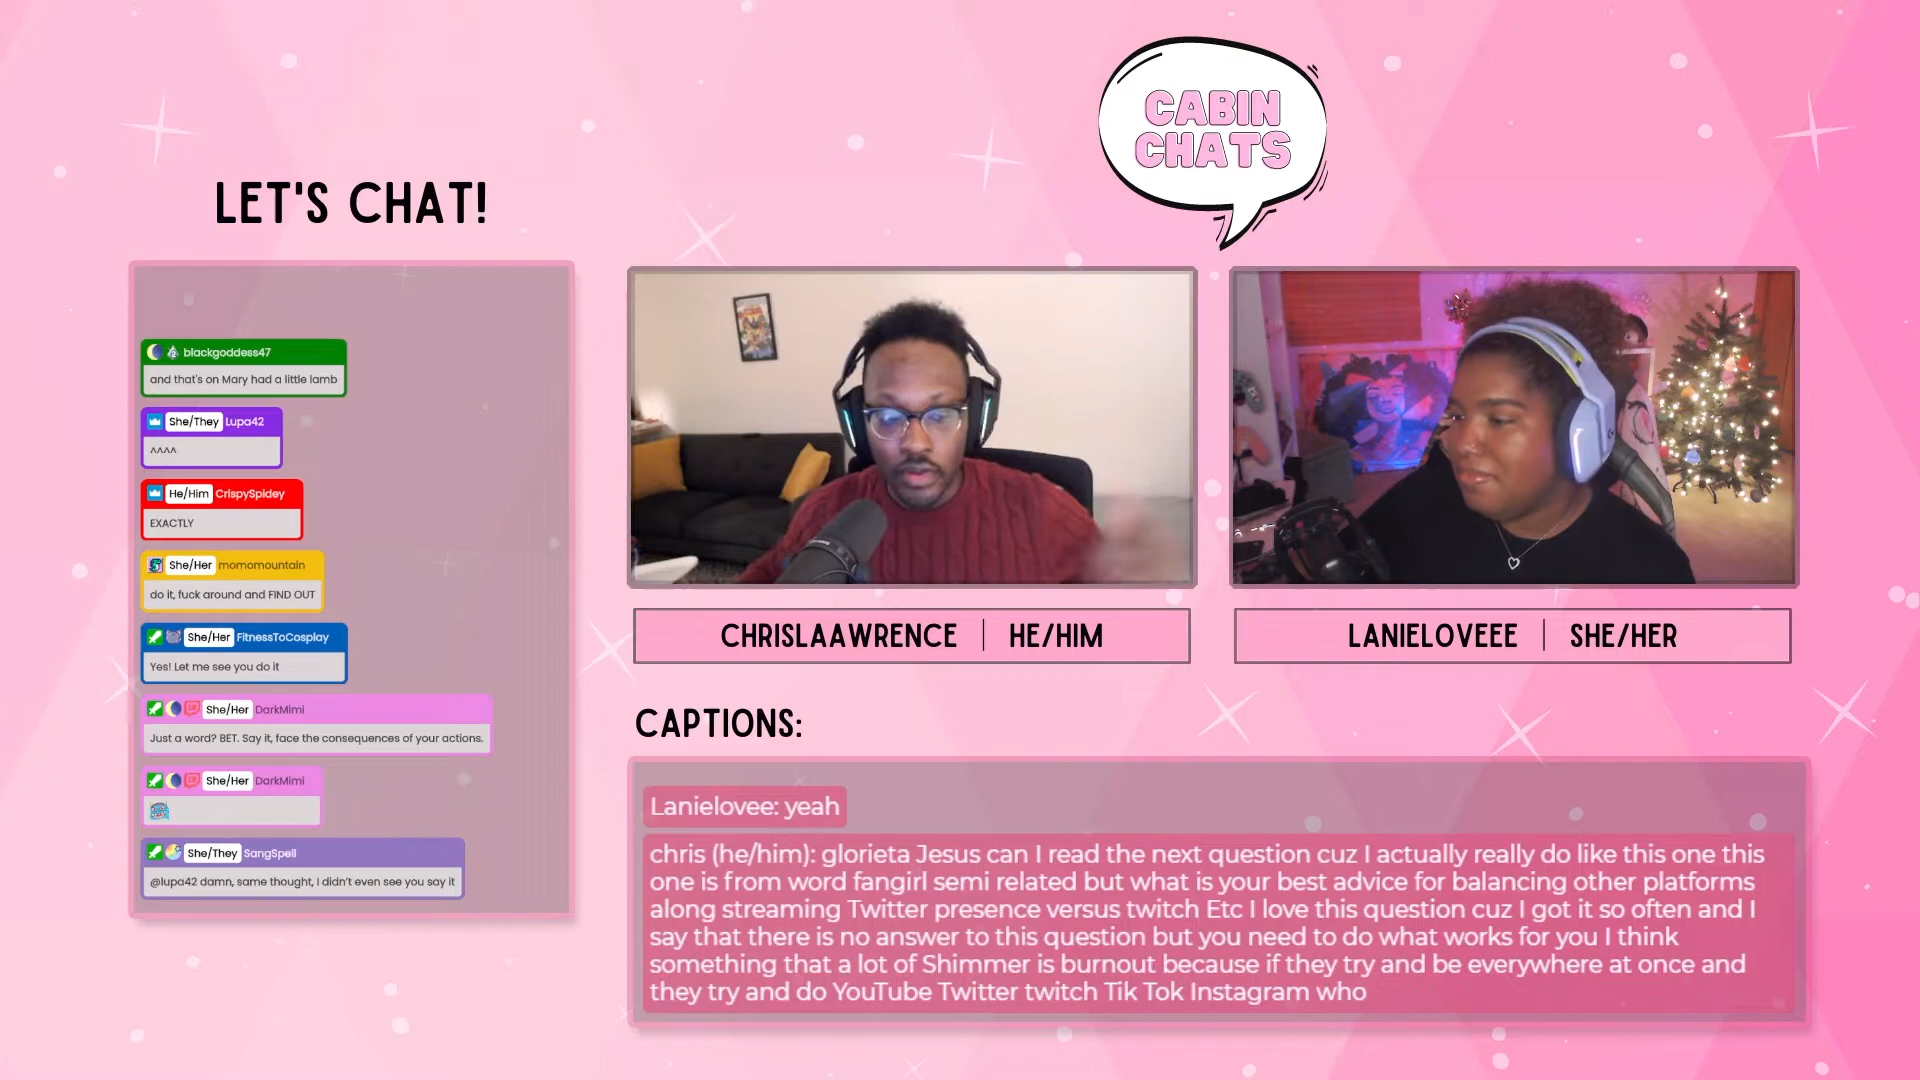 CABIN
CHATS
LET'S CHAT!
blackgoddess47
and that's on Mary had a little lamb
She/They Lupa42
^^^^
He/Him CrispySpidey
EXACTLY
She/Her momomountain
do it, fuck around and FIND OUT
She/Her FitnessToCosplay
Yes! Let me see you do it
She/Her DarkMimi
Just a word? BET. Say it, face the consequences of your actions.
She/Her DarkMimi
She/They SangSpell
@lupa42 damn, same thought, I didn't even see you say it
CHRISLAAWRENCE | HE/HIM
LANIELOVEEE | SHE/HER
CAPTIONS:
Lanielovee: yeah
chris (he/him): glorieta Jesus can I read the next question cuz I actually really do like this one this
one is from word fangirl semi related but what is your best advice for balancing other platforms
along streaming Twitter presence versus twitch Etc I love this question cuz I got it so often and I
say that there is no answer to this question but you need to do what works for you I think
something that a lot of Shimmer is burnout because if they try and be everywhere at once and
they try and do YouTube Twitter twitch Tik Tok Instagram who